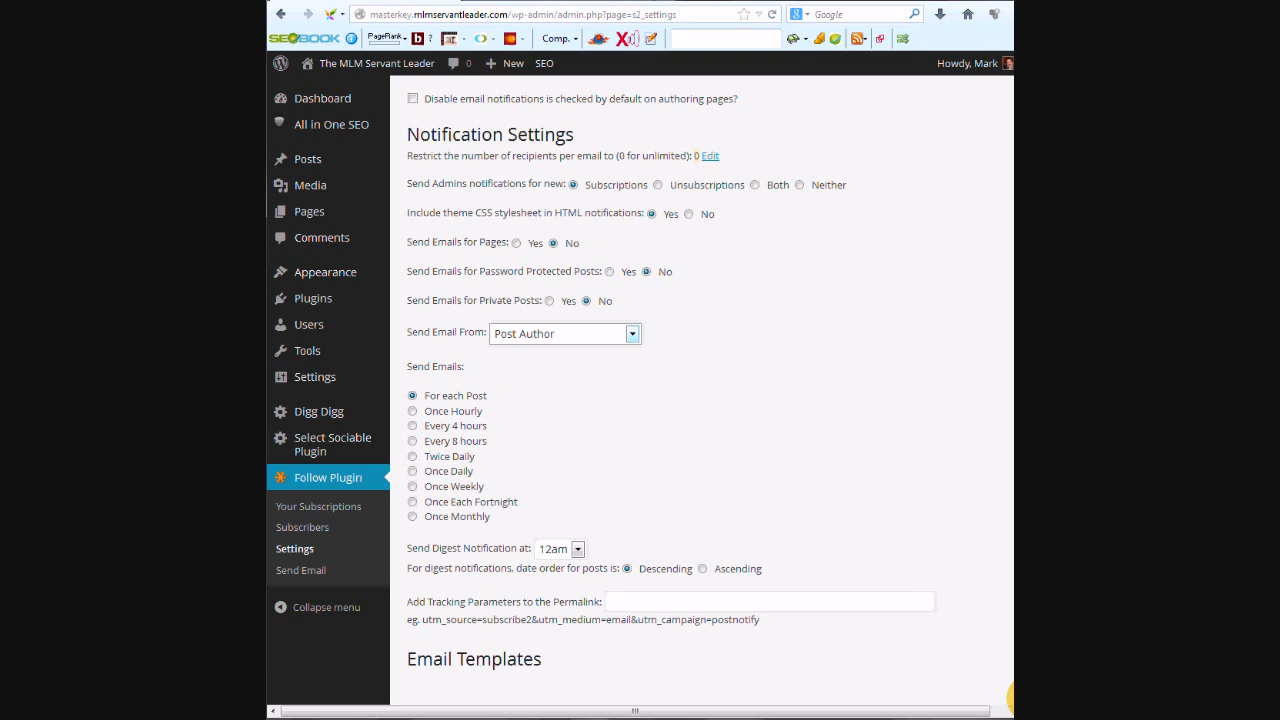 masterkey.mlmservantleader.com/wp-admin/admin.php?page=s2_settings
Google
SEOBOOK PageRank Comp.
The MLM Servant Leader 0 New SEO Howdy, Mark
Dashboard
All in One SEO
Posts
Media
Pages
Comments
Appearance
Plugins
Users
Tools
Settings
Digg Digg
Select Sociable
Plugin
Follow Plugin
Your Subscriptions
Subscribers
Settings
Send Email
Collapse menu
Disable email notifications is checked by default on authoring pages?
Notification Settings
Restrict the number of recipients per email to (0 for unlimited): 0 Edit
Send Admins notifications for new: Subscriptions Unsubscriptions Both Neither
Include theme CSS stylesheet in HTML notifications: Yes No
Send Emails for Pages: Yes No
Send Emails for Password Protected Posts: Yes No
Send Emails for Private Posts: Yes No
Send Email From: Post Author
Send Emails:
For each Post
Once Hourly
Every 4 hours
Every 8 hours
Twice Daily
Once Daily
Once Weekly
Once Each Fortnight
Once Monthly
Send Digest Notification at: 12am
For digest notifications, date order for posts is: Descending Ascending
Add Tracking Parameters to the Permalink:
eg. utm_source=subscribe2&utm_medium=email&utm_campaign=postnotify
Email Templates